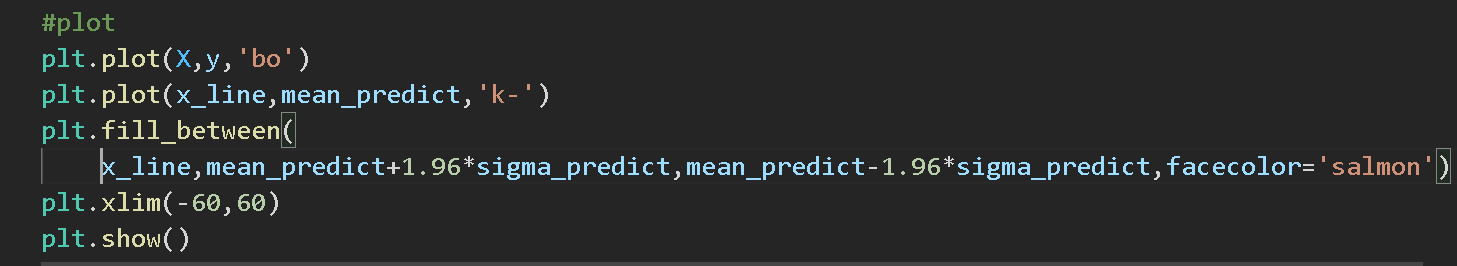 #plot
plt.plot(X,y,'bo')
plt.plot(x_line,mean_predict,'k-')
plt.fill_between(
    x_line,mean_predict+1.96*sigma_predict,mean_predict-1.96*sigma_predict,facecolor='salmon')
plt.xlim(-60,60)
plt.show()